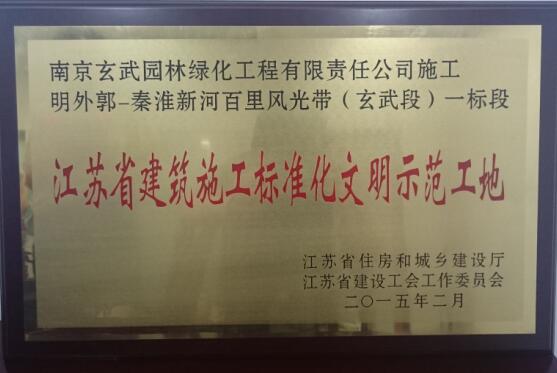 南京玄武园林绿化工程有限责任公司施工
明外郭-秦淮新河百里风光带（玄武段）一标段
江苏省建筑施工标准化文明示范工地
江苏省住房和城乡建设厅
江苏省建设工会工作委员会
二〇一五年二月